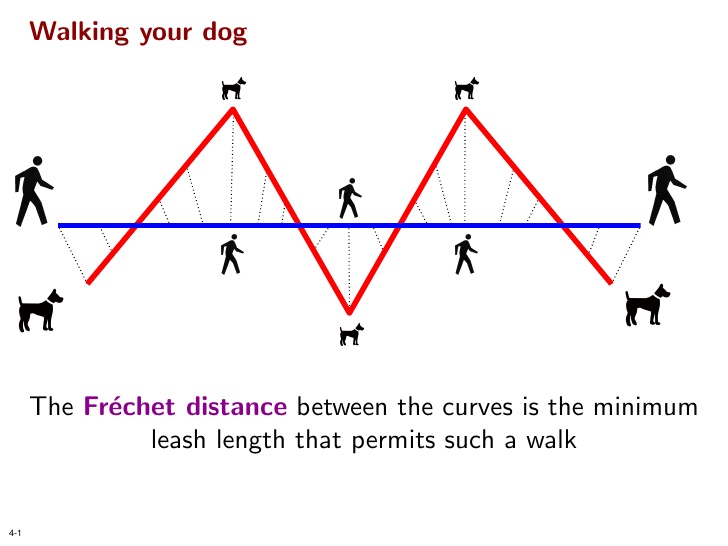 Walking your dog
The Fréchet distance between the curves is the minimum
leash length that permits such a walk
4-1